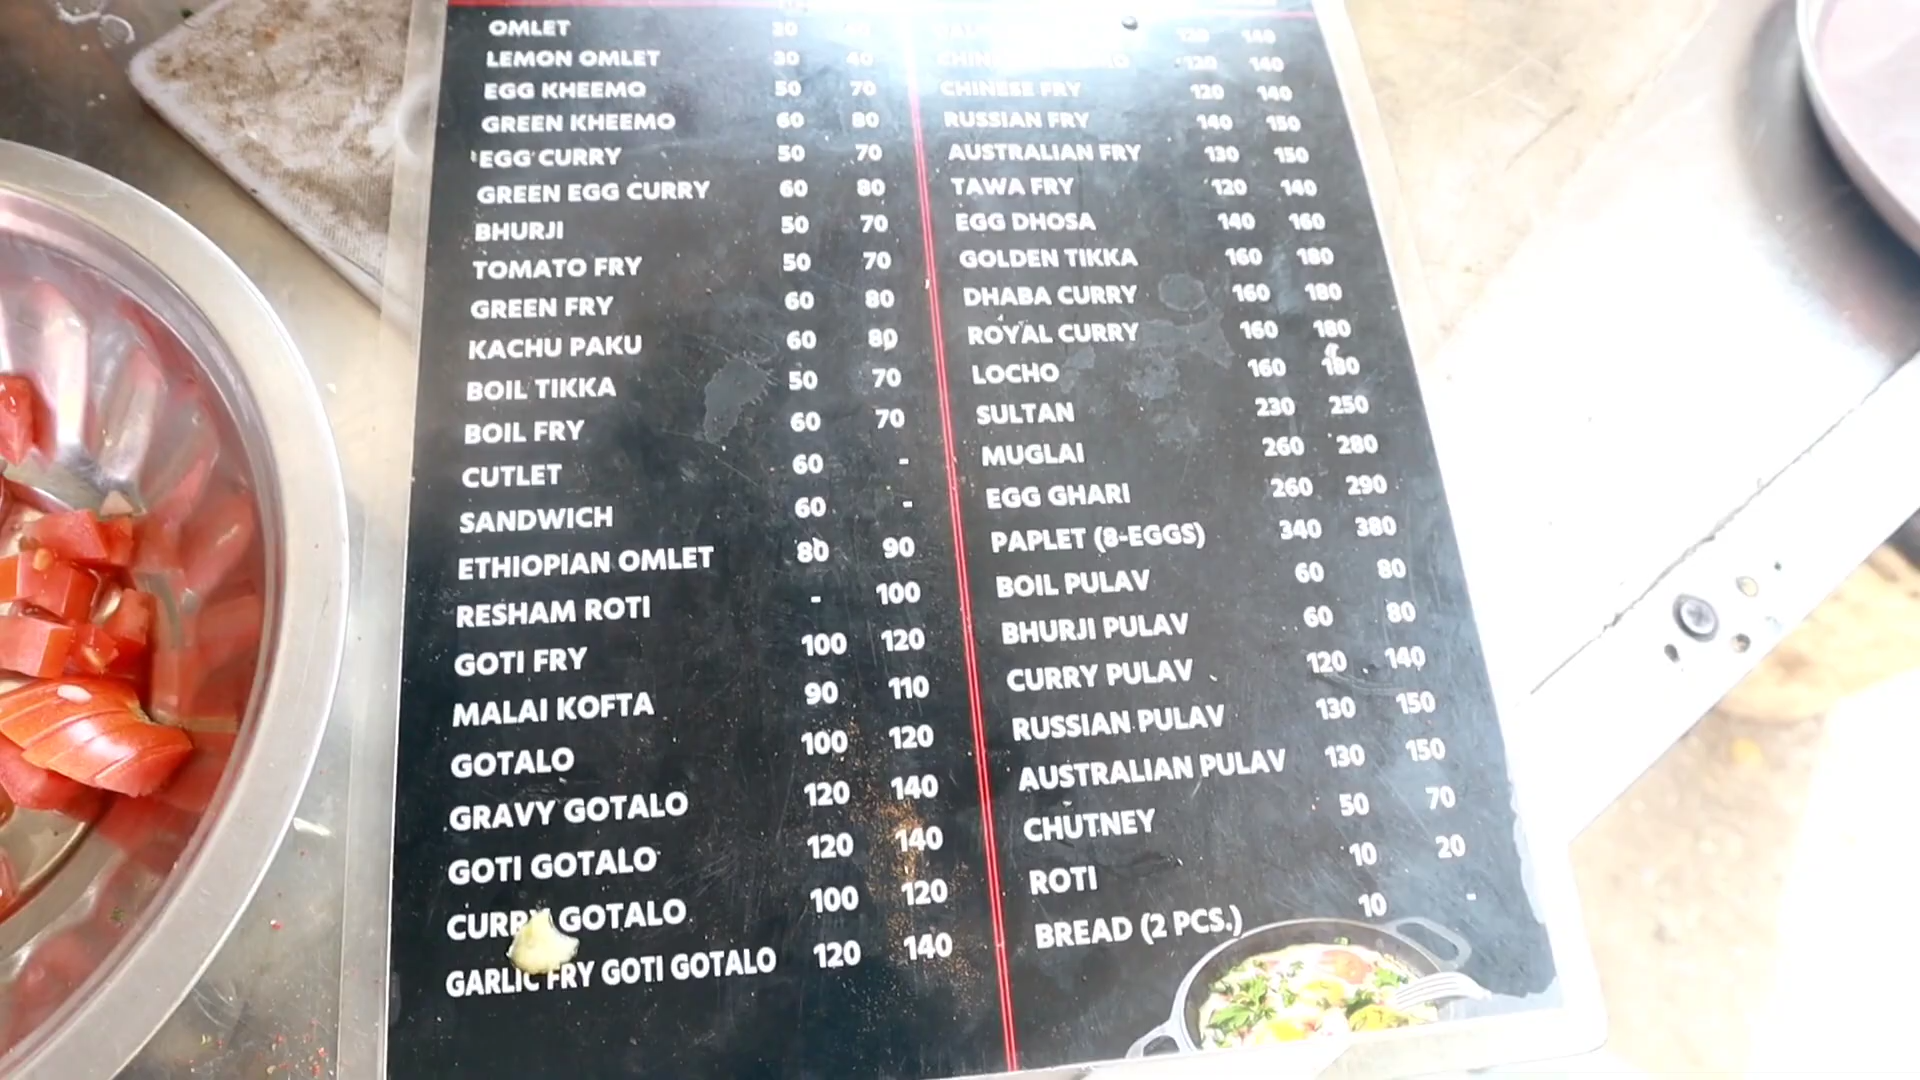 OMLET 30
LEMON OMLET 30 40
EGG KHEEMO 50 70
GREEN KHEEMO 60 80
EGG CURRY 50 70
GREEN EGG CURRY 60 80
BHURJI 50 70
TOMATO FRY 50 70
GREEN FRY 60 80
KACHU PAKU 60 80
BOIL TIKKA 50 70
BOIL FRY 60 70
CUTLET 60 -
SANDWICH 60 -
ETHIOPIAN OMLET 80 90
RESHAM ROTI - 100
GOTI FRY 100 120
MALAI KOFTA 90 110
GOTALO 100 120
GRAVY GOTALO 120 140
GOTI GOTALO 120 140
CURRY GOTALO 100 120
GARLIC FRY GOTI GOTALO 120 140
120 140
120 140
CHINESE FRY 120 140
RUSSIAN FRY 140 150
AUSTRALIAN FRY 130 150
TAWA FRY 120 140
EGG DHOSA 140 160
GOLDEN TIKKA 160 180
DHABA CURRY 160 180
ROYAL CURRY 160 180
LOCHO 160 180
SULTAN 230 250
MUGLAI 260 280
EGG GHARI 260 290
PAPLET (8-EGGS) 340 380
BOIL PULAV 60 80
BHURJI PULAV 60 80
CURRY PULAV 120 140
RUSSIAN PULAV 130 150
AUSTRALIAN PULAV 130 150
CHUTNEY 50 70
ROTI 10 20
BREAD (2 PCS.) 10 -